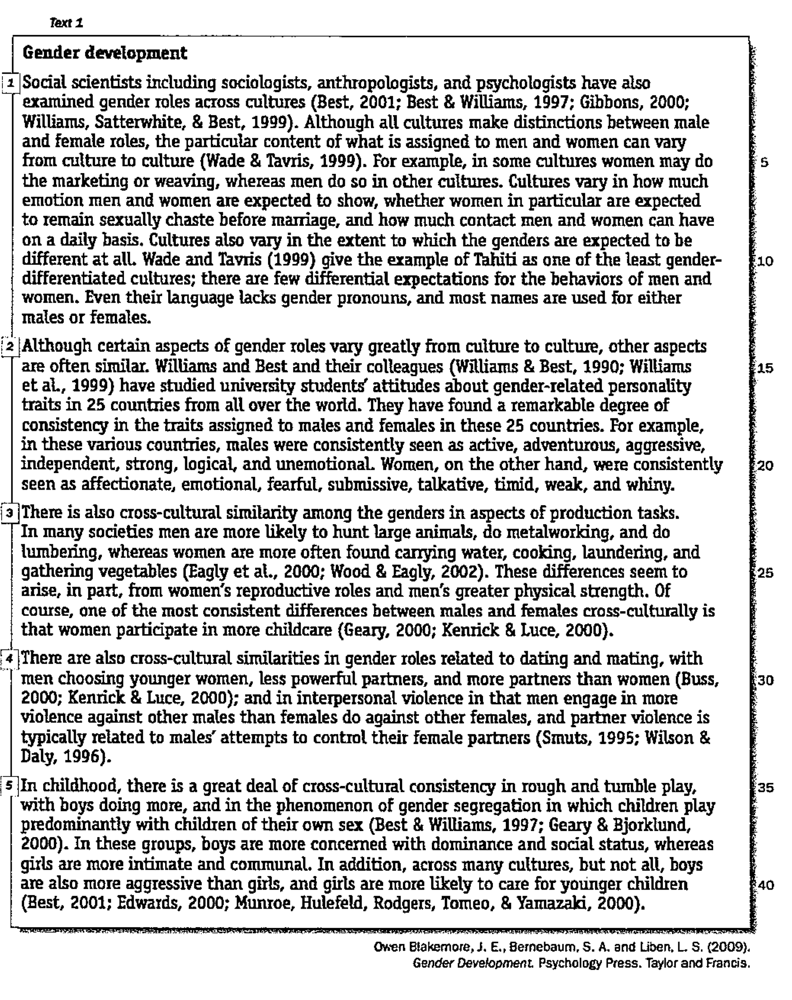 Text 1
Gender development
1 Social scientists including sociologists, anthropologists, and psychologists have also
examined gender roles across cultures (Best, 2001; Best & Williams, 1997; Gibbons, 2000;
Williams, Satterwhite, & Best, 1999). Although all cultures make distinctions between male
and female roles, the particular content of what is assigned to men and women can vary
from culture to culture (Wade & Tavris, 1999). For example, in some cultures women may do 5
the marketing or weaving, whereas men do so in other cultures. Cultures vary in how much
emotion men and women are expected to show, whether women in particular are expected
to remain sexually chaste before marriage, and how much contact men and women can have
on a daily basis. Cultures also vary in the extent to which the genders are expected to be
different at all. Wade and Tavris (1999) give the example of Tahiti as one of the least gender- 10
differentiated cultures; there are few differential expectations for the behaviors of men and
women. Even their language lacks gender pronouns, and most names are used for either
males or females.
2 Although certain aspects of gender roles vary greatly from culture to culture, other aspects
are often similar. Williams and Best and their colleagues (Williams & Best, 1990; Williams 15
et al., 1999) have studied university students' attitudes about gender-related personality
traits in 25 countries from all over the world. They have found a remarkable degree of
consistency in the traits assigned to males and females in these 25 countries. For example,
in these various countries, males were consistently seen as active, adventurous, aggressive,
independent, strong, logical, and unemotional. Women, on the other hand, were consistently 20
seen as affectionate, emotional, fearful, submissive, talkative, timid, weak, and whiny.
3 There is also cross-cultural similarity among the genders in aspects of production tasks.
In many societies men are more likely to hunt large animals, do metalworking, and do
lumbering, whereas women are more often found carrying water, cooking, laundering, and
gathering vegetables (Eagly et al., 2000; Wood & Eagly, 2002). These differences seem to 25
arise, in part, from women's reproductive roles and men's greater physical strength. Of
course, one of the most consistent differences between males and females cross-culturally is
that women participate in more childcare (Geary, 2000; Kenrick & Luce, 2000).
4 There are also cross-cultural similarities in gender roles related to dating and mating, with
men choosing younger women, less powerful partners, and more partners than women (Buss, 30
2000; Kenrick & Luce, 2000); and in interpersonal violence in that men engage in more
violence against other males than females do against other females, and partner violence is
typically related to males' attempts to control their female partners (Smuts, 1995; Wilson &
Daly, 1996).
5 In childhood, there is a great deal of cross-cultural consistency in rough and tumble play, 35
with boys doing more, and in the phenomenon of gender segregation in which children play
predominantly with children of their own sex (Best & Williams, 1997; Geary & Bjorklund,
2000). In these groups, boys are more concerned with dominance and social status, whereas
girls are more intimate and communal. In addition, across many cultures, but not all, boys
are also more aggressive than girls, and girls are more likely to care for younger children 40
(Best, 2001; Edwards, 2000; Munroe, Hulefeld, Rodgers, Tomeo, & Yamazaki, 2000).
Owen Blakemore, J. E., Bernebaum, S. A. and Liben, L. S. (2009).
Gender Development. Psychology Press. Taylor and Francis.